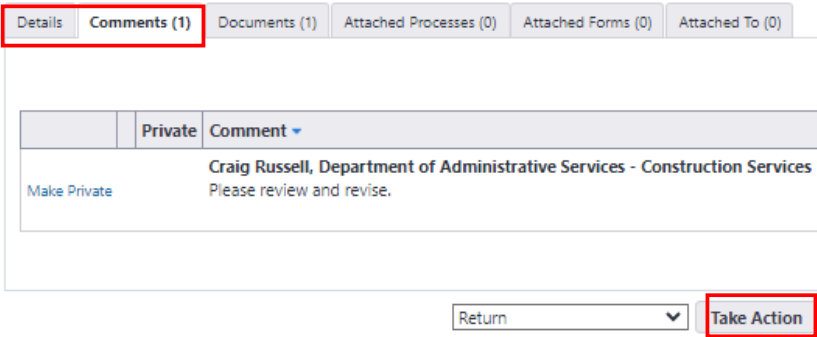 Details Comments (1) Documents (1) Attached Processes (0) Attached Forms (0) Attached To (0)
Private Comment
Craig Russell, Department of Administrative Services - Construction Services
Make Private Please review and revise.
Return Take Action